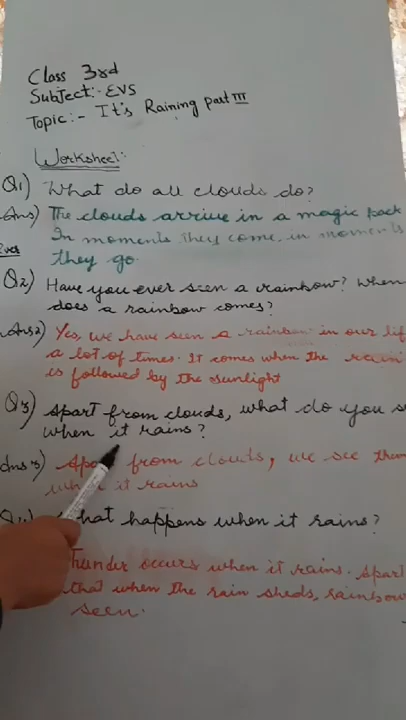 Class 3rd
Subject:- EVS
Topic:- It's Raining part III
Worksheet:
Q1) What do all clouds do?
Ans) The clouds arrive in a magic pack
In moments they come, in moments
they go.
Q2) Have you ever seen a rainbow? When
does a rainbow comes?
Ans2) Yes, we have seen a rainbow in our
a lot of times. It comes when the rain
is followed by the sunlight
Q3) Apart from clouds, what do you
when it rains?
Ans 3) from clouds, we see
it rains
what happens when it rains?
Thunder occurs when it rains. Apart
that when the rain sheds, rainbow
seen.